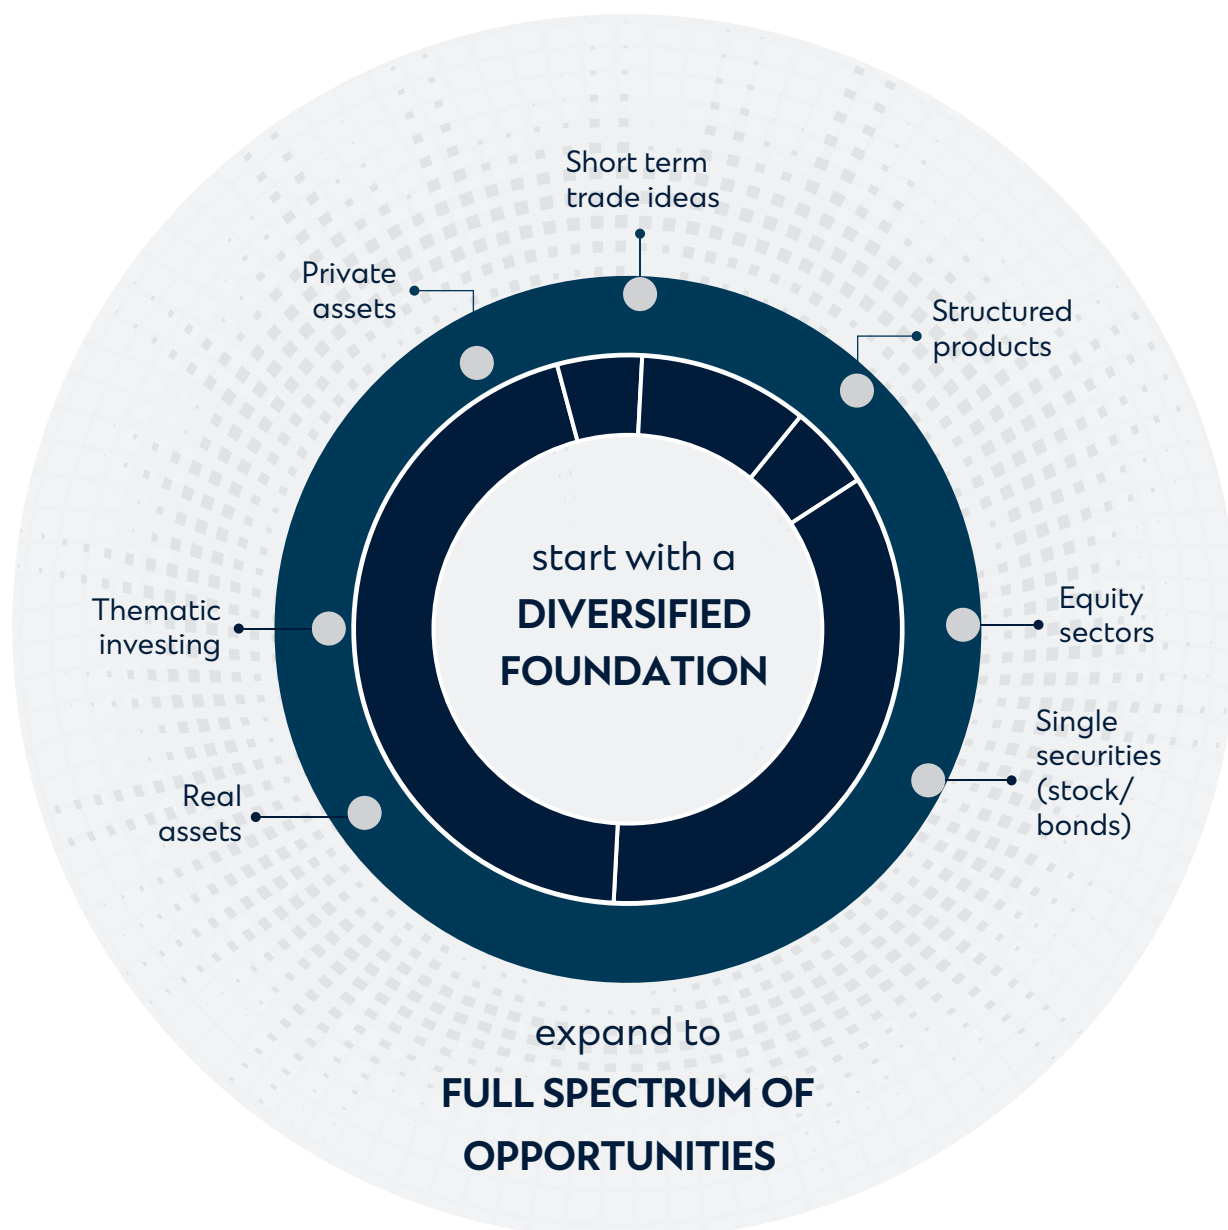 Short term
trade ideas
Private
assets
Structured
products
Thematic
investing
Equity
sectors
Single
securities
(stock/
bonds)
Real
assets
start with a
DIVERSIFIED
FOUNDATION
expand to
FULL SPECTRUM OF
OPPORTUNITIES